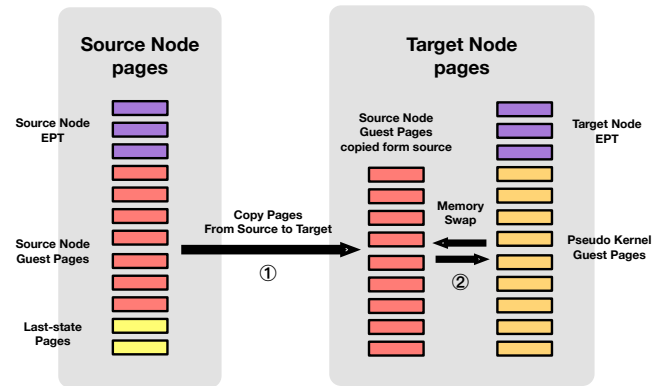 Source Node
pages
Target Node
pages
Source Node
EPT
Source Node
Guest Pages
copied form source
Target Node
EPT
Copy Pages
From Source to Target
①
Memory
Swap
②
Source Node
Guest Pages
Pseudo Kernel
Guest Pages
Last-state
Pages